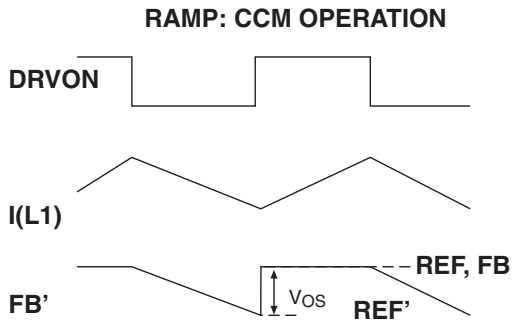 RAMP: CCM OPERATION
DRVON
I(L1)
REF, FB
FB'
VOS
REF'